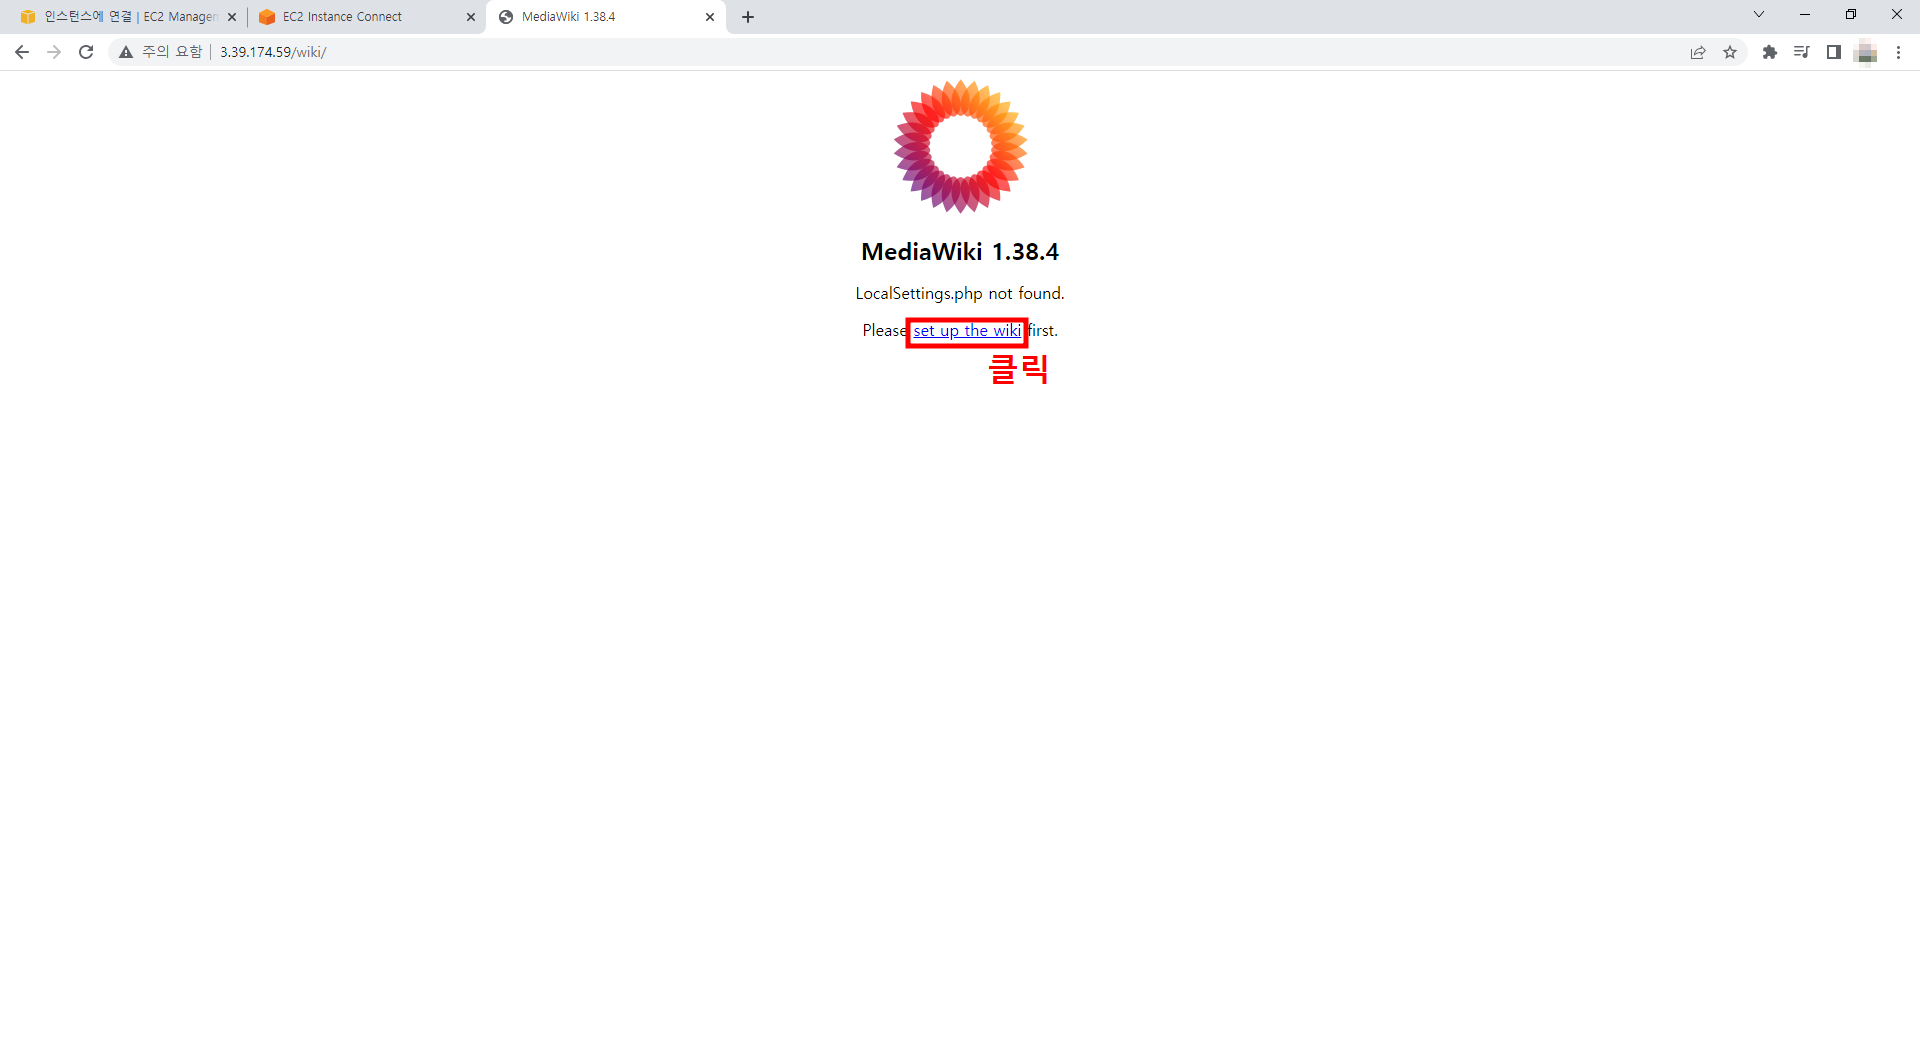 인스턴스에 연결 | EC2 Managen
EC2 Instance Connect
MediaWiki 1.38.4
주의 요함
3.39.174.59/wiki/
MediaWiki 1.38.4
LocalSettings.php not found.
Please set up the wiki first.
클릭